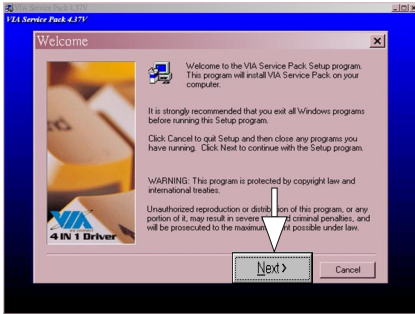 VIA Service Pack 4.37V
VIA Service Pack 4.37V
Welcome
Welcome to the VIA Service Pack Setup program.
This program will install VIA Service Pack on your
computer.
It is strongly recommended that you exit all Windows programs
before running this Setup program.
Click Cancel to quit Setup and then close any programs you
have running. Click Next to continue with the Setup program.
WARNING: This program is protected by copyright law and
international treaties.
Unauthorized reproduction or distribution of this program, or any
portion of it, may result in severe and criminal penalties, and
will be prosecuted to the maximum possible under law.
VIA
4 IN 1 Driver
Next >
Cancel